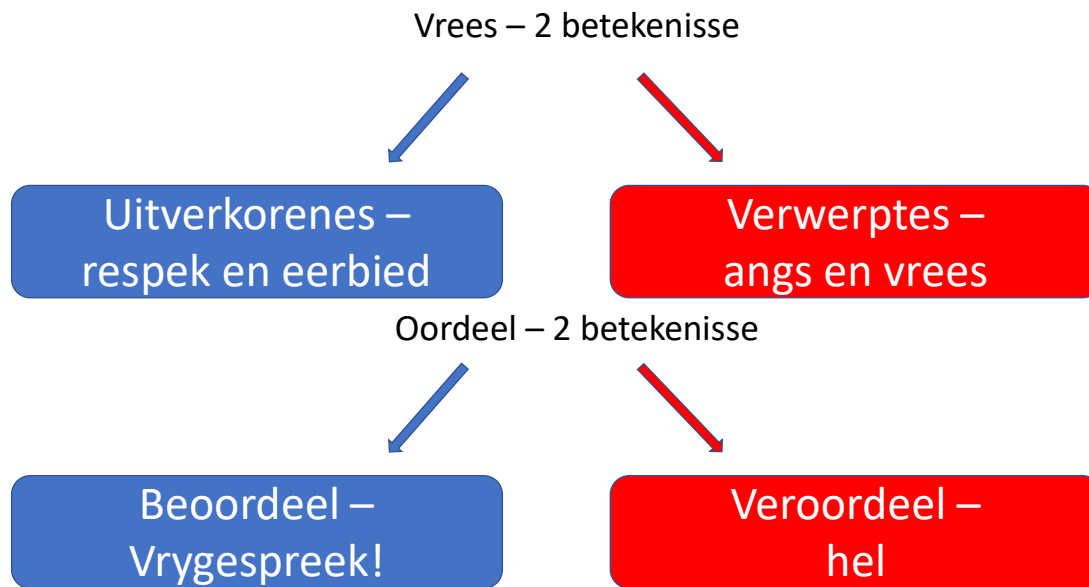 Vrees – 2 betekenisse
Uitverkorenes –
respek en eerbied
Verwerptes –
angs en vrees
Oordeel – 2 betekenisse
Beoordeel –
Vrygespreek!
Veroordeel –
hel